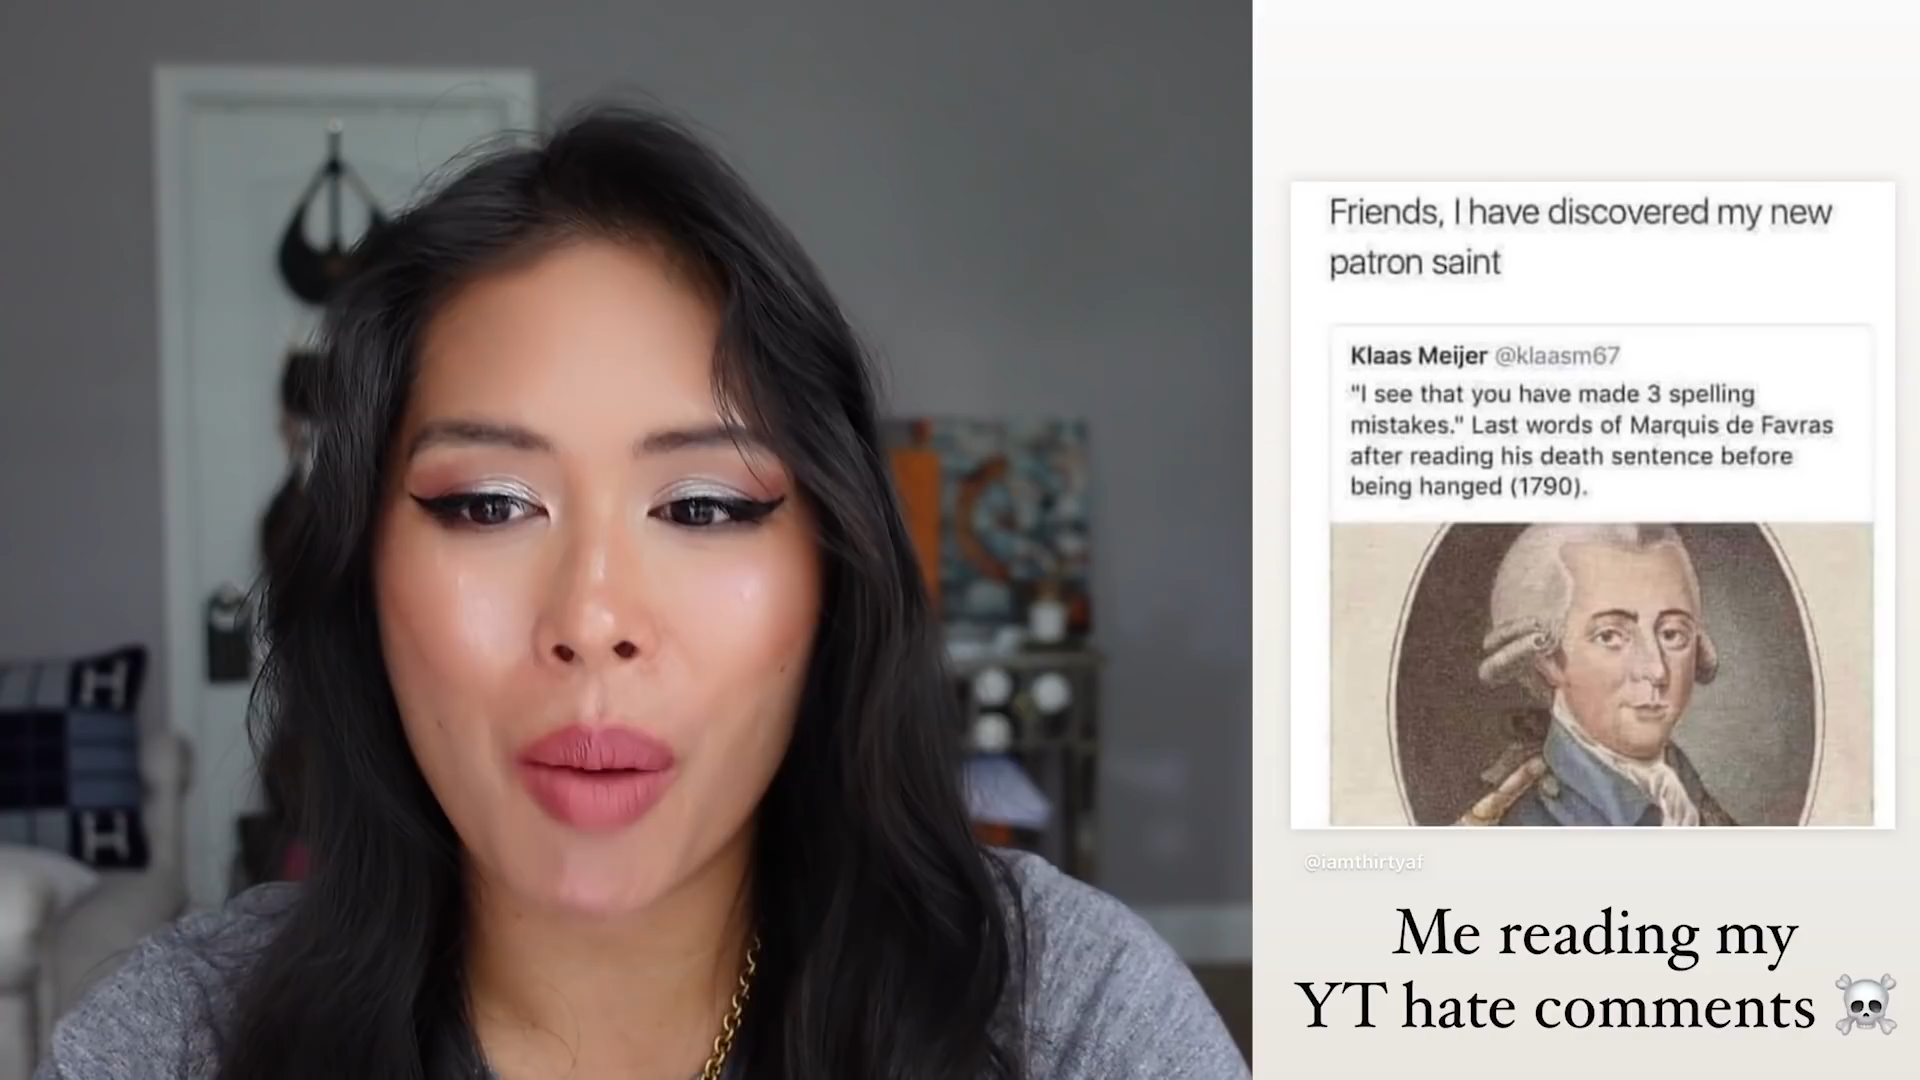 Friends, I have discovered my new
patron saint
Klaas Meijer @klaasm67
"I see that you have made 3 spelling
mistakes." Last words of Marquis de Favras
after reading his death sentence before
being hanged (1790).
@iamthirtyaf
Me reading my
YT hate comments ☠️
H
H